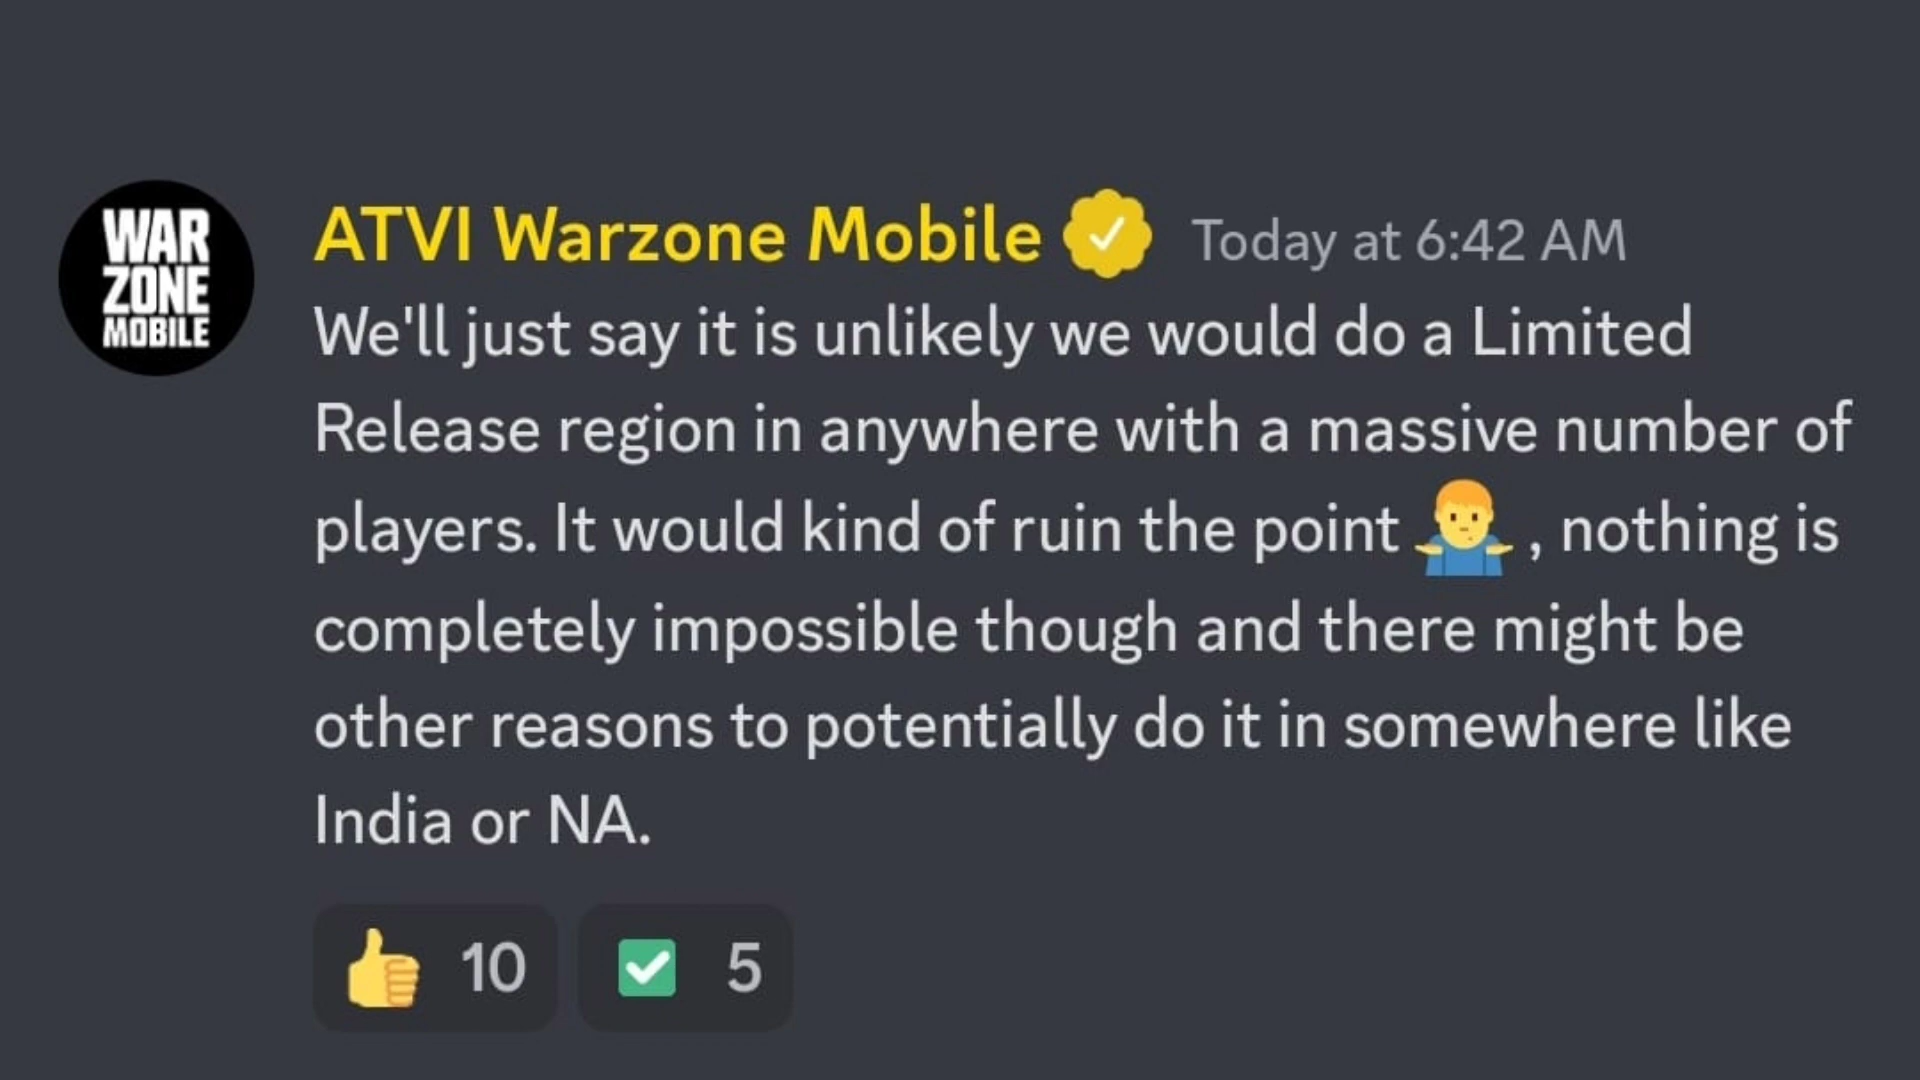 WAR
ZONE
MOBILE
ATVI Warzone Mobile Today at 6:42 AM
We'll just say it is unlikely we would do a Limited
Release region in anywhere with a massive number of
players. It would kind of ruin the point 🤷‍♂️ , nothing is
completely impossible though and there might be
other reasons to potentially do it in somewhere like
India or NA.
👍 10 ✅ 5